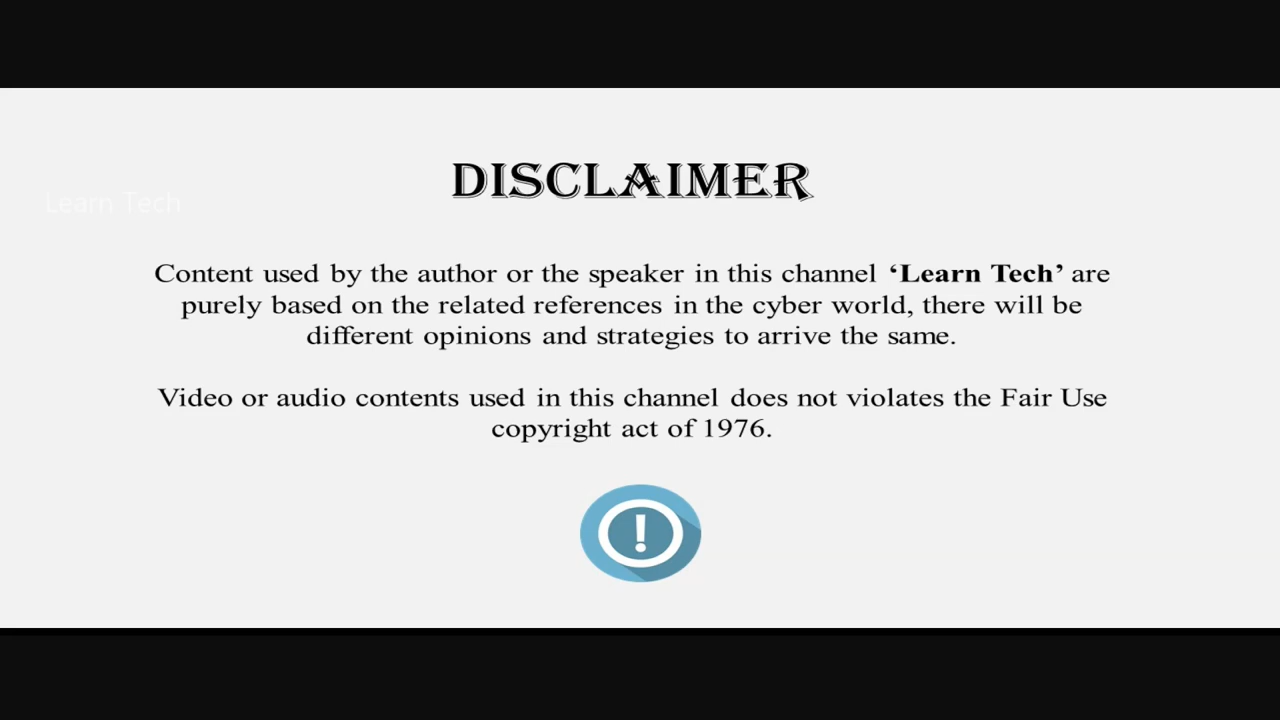 DISCLAIMER
Learn Tech
Content used by the author or the speaker in this channel ‘Learn Tech’ are
purely based on the related references in the cyber world, there will be
different opinions and strategies to arrive the same.
Video or audio contents used in this channel does not violates the Fair Use
copyright act of 1976.
!